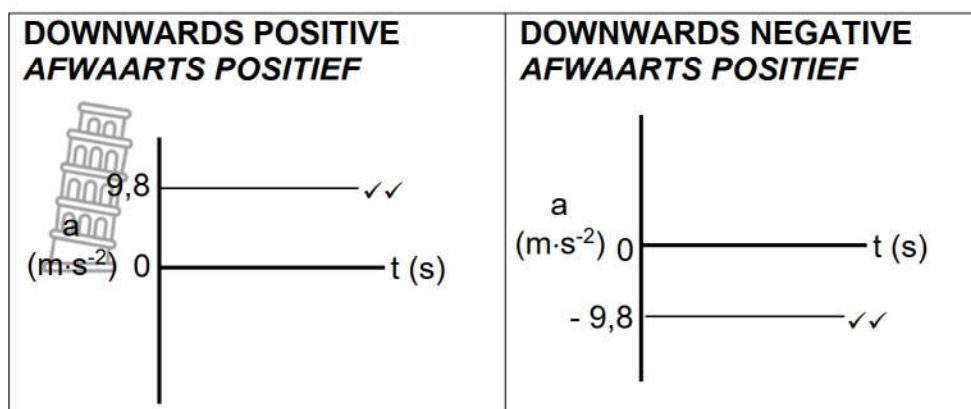 DOWNWARDS POSITIVE
AFWAARTS POSITIEF
9,8
a
(m·s⁻²) 0
t (s)
✓✓
DOWNWARDS NEGATIVE
AFWAARTS POSITIEF
a
(m·s⁻²) 0
t (s)
- 9,8
✓✓